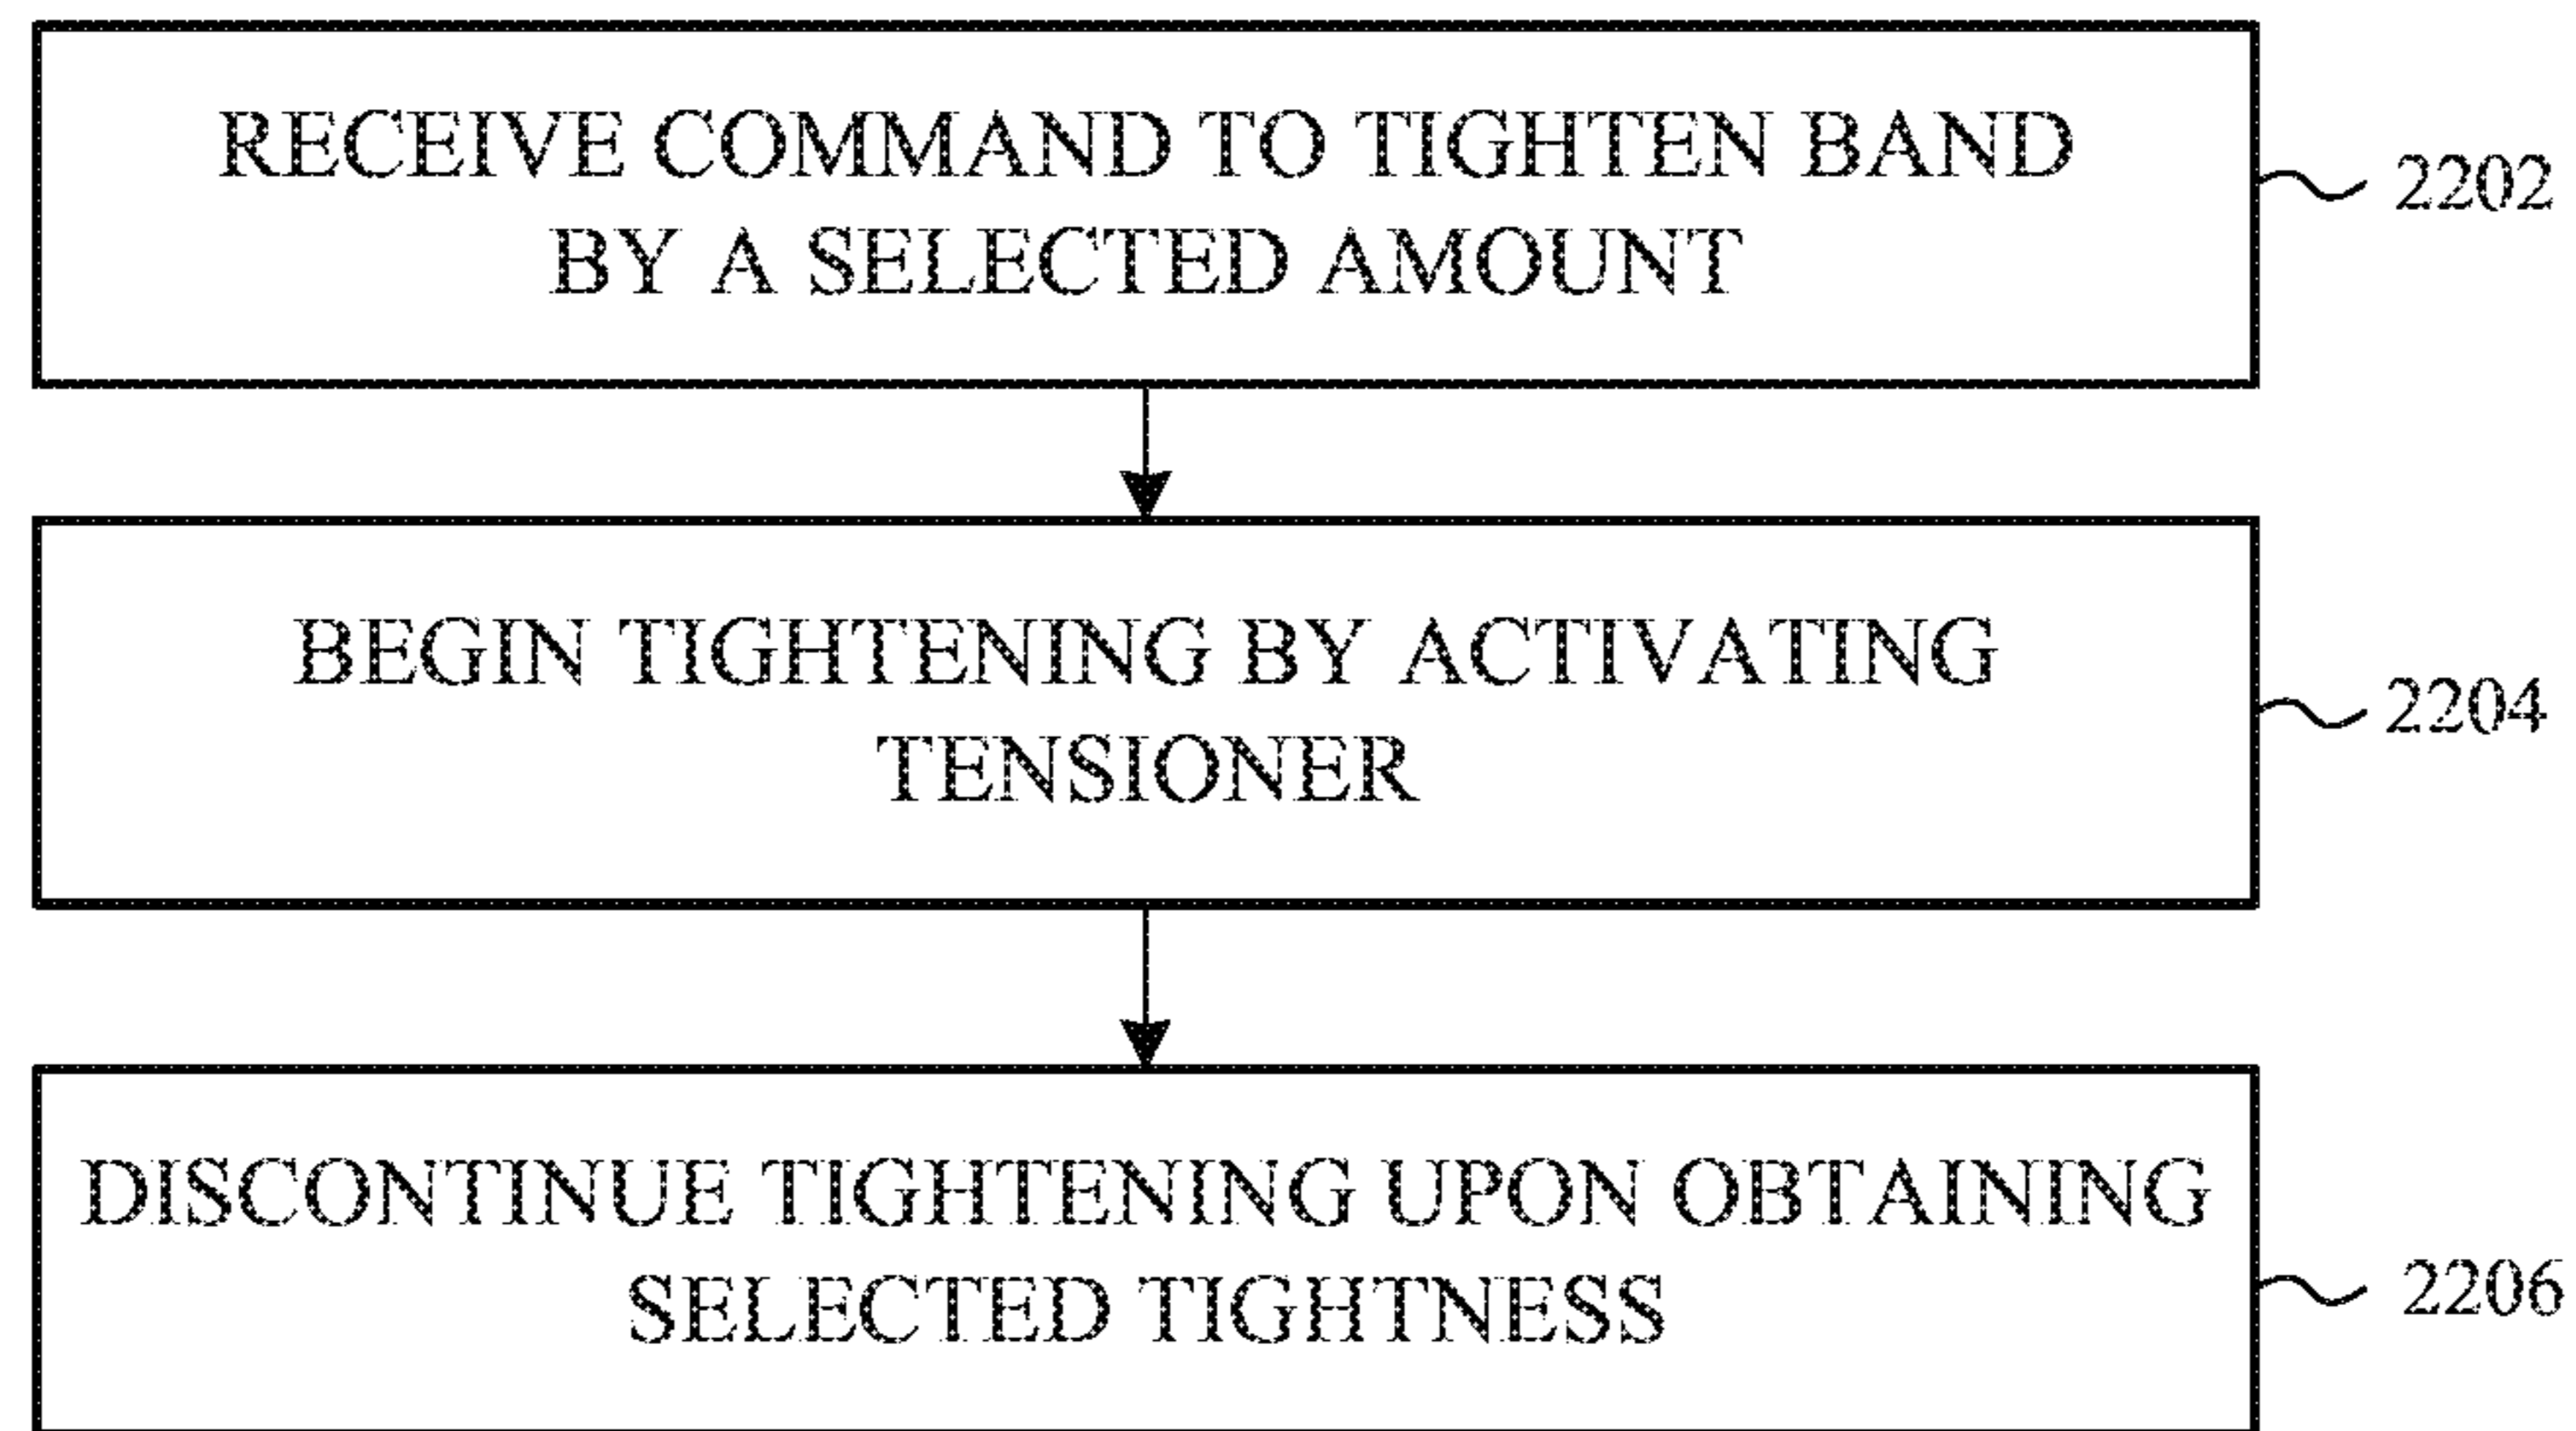 RECEIVE COMMAND TO TIGHTEN BAND
BY A SELECTED AMOUNT
2202
BEGIN TIGHTENING BY ACTIVATING
TENSIONER
2204
DISCONTINUE TIGHTENING UPON OBTAINING
SELECTED TIGHTNESS
2206